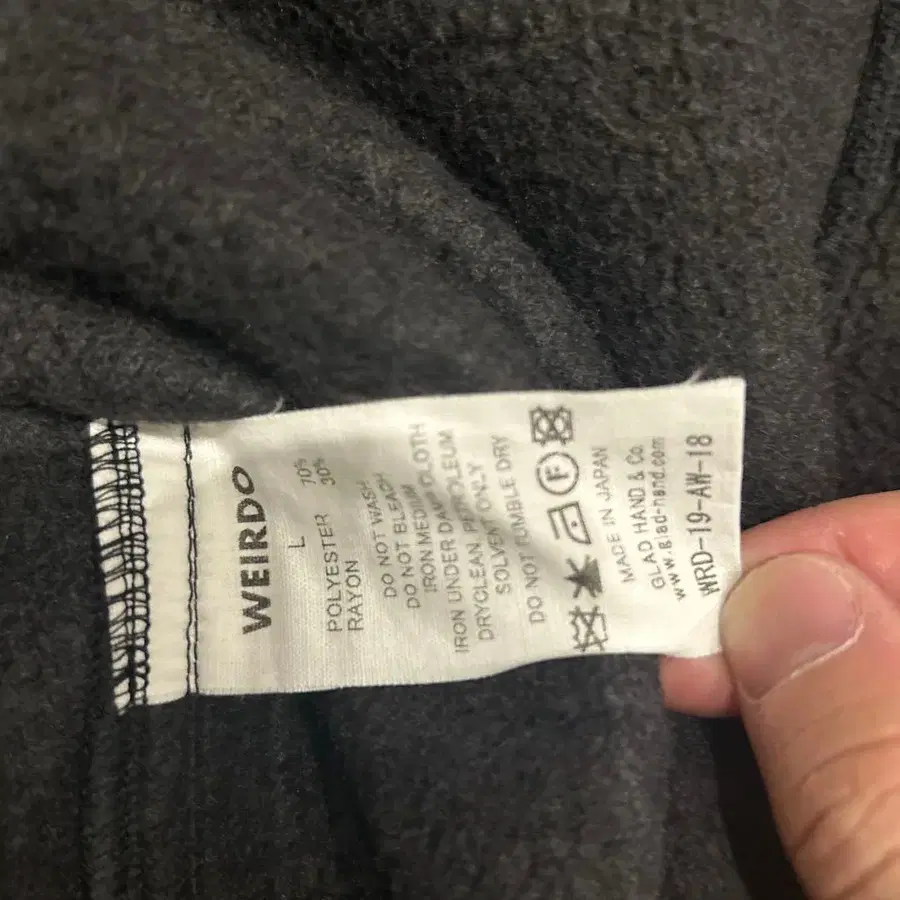 WEIRDO
L
POLYESTER 70%
RAYON 30%
DO NOT WASH
DO NOT BLEACH
IRON MEDIUM
IRON UNDER DAMP CLOTH
DRYCLEAN, PETROLEUM
SOLVENT ONLY
DO NOT TUMBLE DRY
F
MADE IN JAPAN
GLAD HAND & Co.
www.glad-hand.com
WRD-19-AW-18